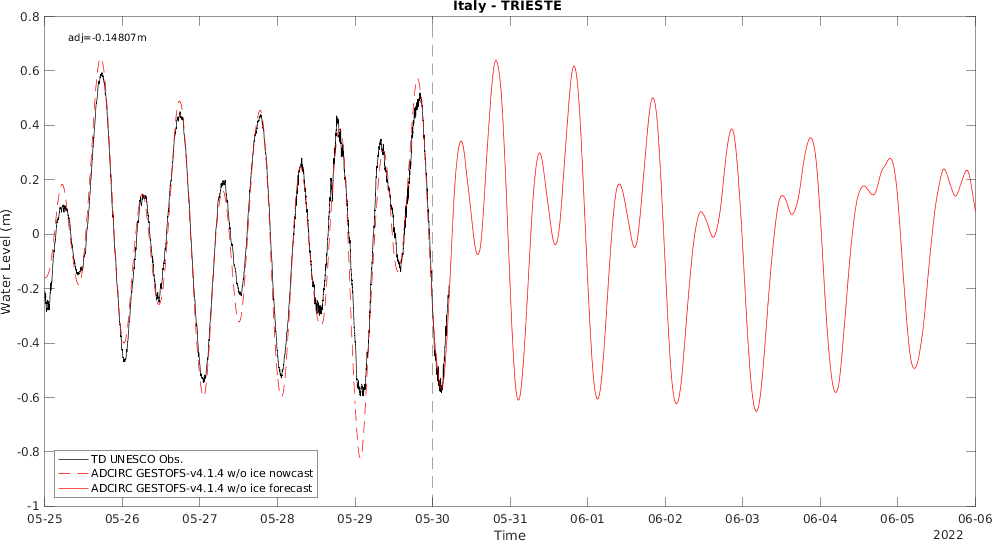 Italy - TRIESTE
adj=-0.14807m
Water Level (m)
0.8
0.6
0.4
0.2
0
-0.2
-0.4
-0.6
-0.8
-1
TD UNESCO Obs.
ADCIRC GESTOFS-v4.1.4 w/o ice nowcast
ADCIRC GESTOFS-v4.1.4 w/o ice forecast
05-25 05-26 05-27 05-28 05-29 05-30 05-31 06-01 06-02 06-03 06-04 06-05 06-06
Time
2022